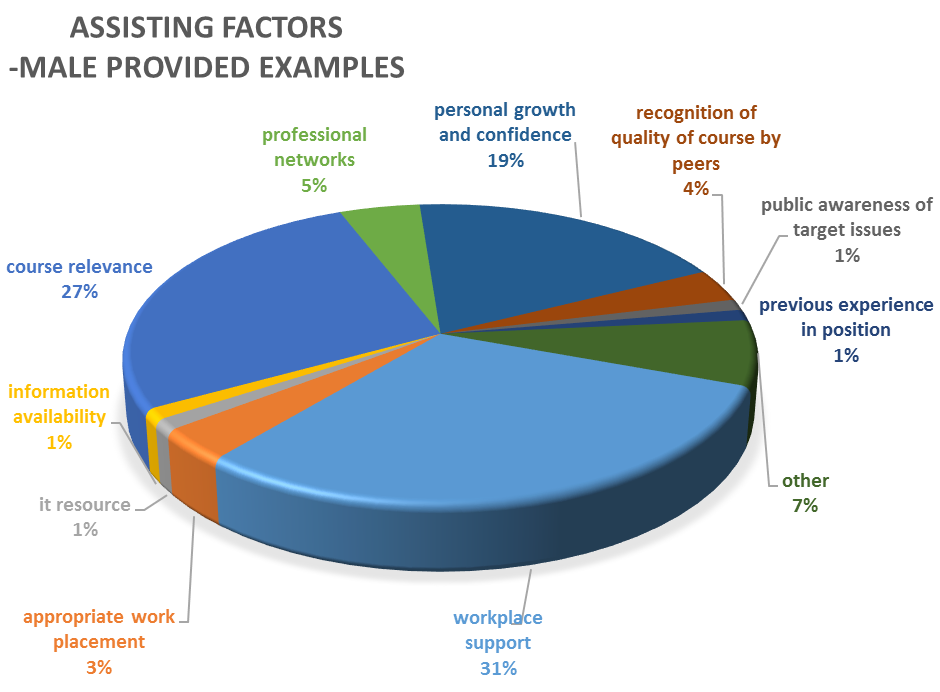 ASSISTING FACTORS
-MALE PROVIDED EXAMPLES
personal growth
and confidence
19%
recognition of
quality of course by
peers
4%
public awareness of
target issues
1%
previous experience
in position
1%
other
7%
workplace
support
31%
appropriate work
placement
3%
it resource
1%
information
availability
1%
course relevance
27%
professional
networks
5%